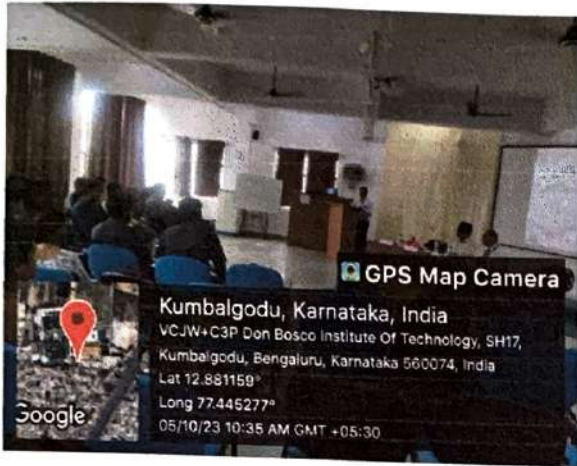 GPS Map Camera
Kumbalgodu, Karnataka, India
VCJW+C3P Don Bosco Institute Of Technology, SH17,
Kumbalgodu, Bengaluru, Karnataka 560074, India
Lat 12.881159°
Long 77.445277°
05/10/23 10:35 AM GMT +05:30
Google